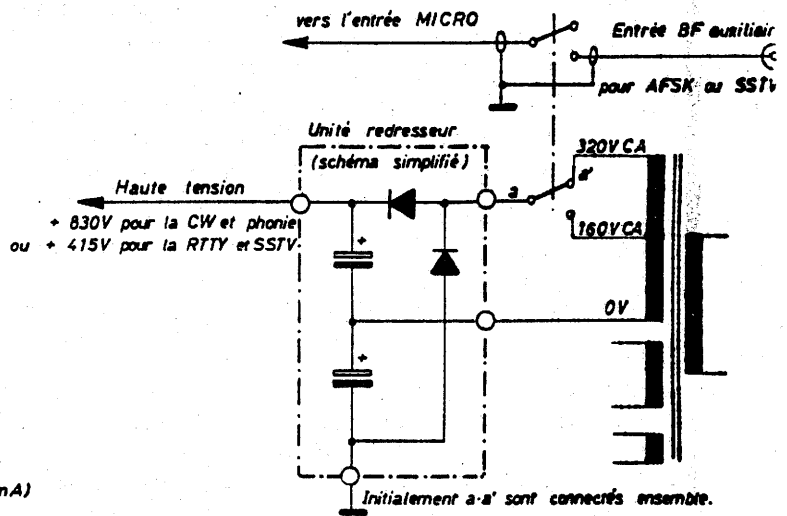 vers l'entrée MICRO
Entrée BF auxiliair
pour AFSK ou SSTV
Unité redresseur
(schéma simplifié)
320V CA
a
a'
Haute tension
+ 830V pour la CW et phonie
ou + 415V pour la RTTY et SSTV
160V CA
+
0V
+
nA)
Initialement a-a' sont connectés ensemble.